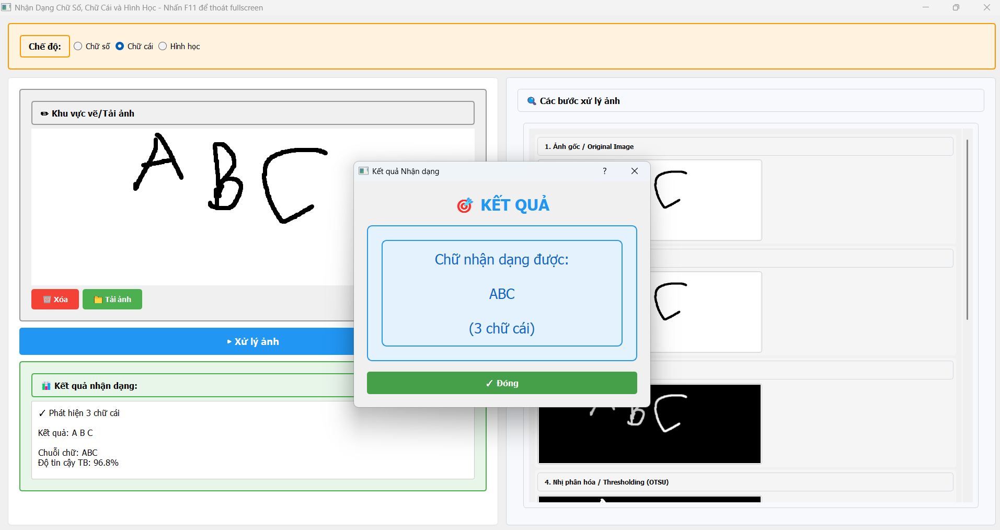 Nhận Dạng Chữ Số, Chữ Cái và Hình Học - Nhấn F11 để thoát fullscreen
Chế độ:
Chữ số
Chữ cái
Hình học
✏ Khu vực vẽ/Tải ảnh
A B C
🗑 Xóa
📁 Tải ảnh
▶ Xử lý ảnh
📊 Kết quả nhận dạng:
✓ Phát hiện 3 chữ cái
Kết quả: A B C
Chuỗi chữ: ABC
Độ tin cậy TB: 96.8%
Kết quả Nhận dạng
?
🎯 KẾT QUẢ
Chữ nhận dạng được:
ABC
(3 chữ cái)
✓ Đóng
🔍 Các bước xử lý ảnh
1. Ảnh gốc / Original Image
C
C
B C
4. Nhị phân hóa / Thresholding (OTSU)